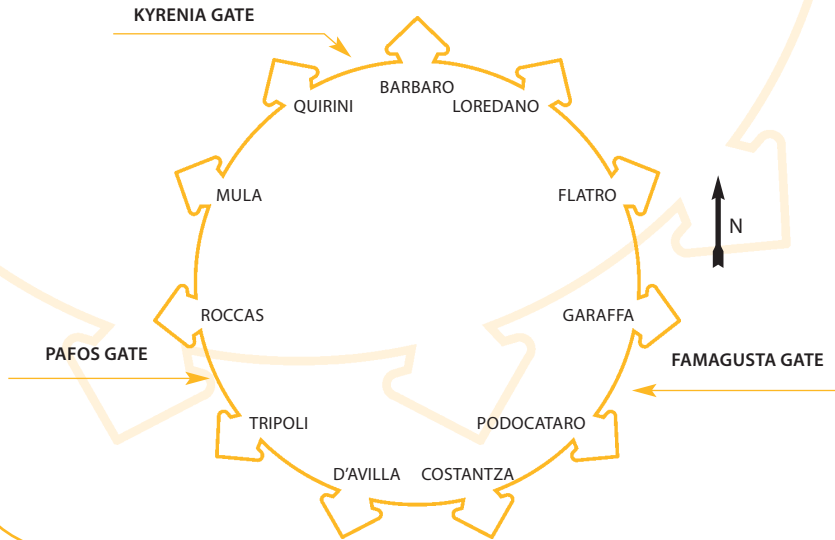 KYRENIA GATE
BARBARO
QUIRINI
LOREDANO
MULA
FLATRO
N
ROCCAS
GARAFFA
PAFOS GATE
FAMAGUSTA GATE
TRIPOLI
PODOCATARO
D'AVILLA
COSTANTZA